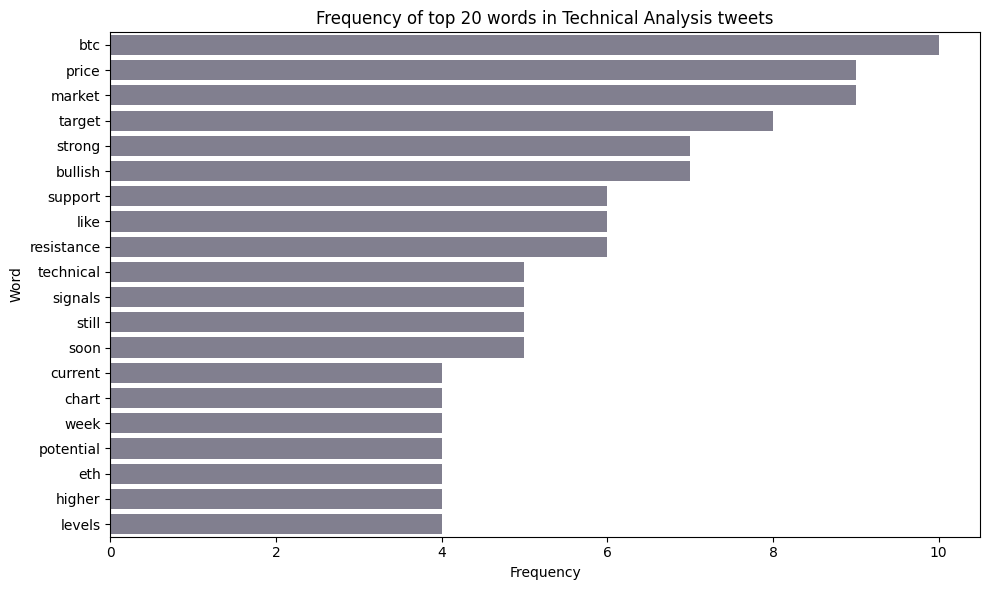 Frequency of top 20 words in Technical Analysis tweets
Word
btc
price
market
target
strong
bullish
support
like
resistance
technical
signals
still
soon
current
chart
week
potential
eth
higher
levels
0 2 4 6 8 10
Frequency